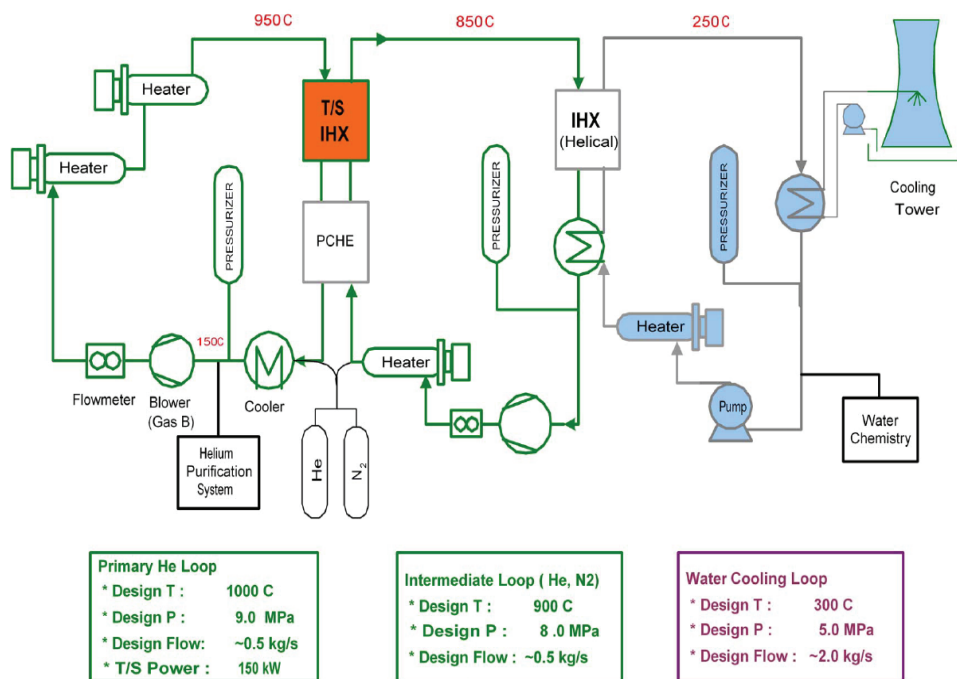 950C
850C
250C
Heater
T/S
IHX
IHX
(Helical)
Heater
PRESSURIZER
PCHE
PRESSURIZER
PRESSURIZER
Cooling
Tower
150C
Heater
Heater
Flowmeter
Blower
(Gas B)
Cooler
Pump
Water
Chemistry
Helium
Purification
System
He
N2
Primary He Loop
* Design T : 1000 C
* Design P : 9.0 MPa
* Design Flow: ~0.5 kg/s
* T/S Power : 150 kW
Intermediate Loop ( He, N2)
* Design T : 900 C
* Design P : 8 .0 MPa
* Design Flow : ~0.5 kg/s
Water Cooling Loop
* Design T : 300 C
* Design P : 5.0 MPa
* Design Flow : ~2.0 kg/s